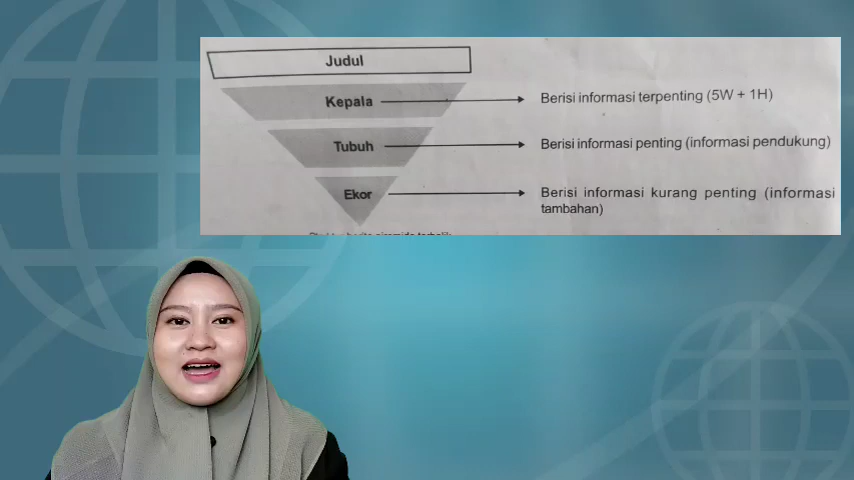 Judul
Kepala
Berisi informasi terpenting (5W + 1H)
Tubuh
Berisi informasi penting (informasi pendukung)
Ekor
Berisi informasi kurang penting (informasi
tambahan)